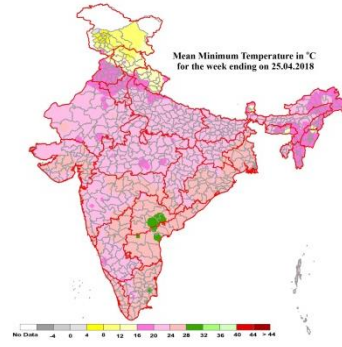 Mean Minimum Temperature in °C
for the week ending on 25.04.2018
No Data -4 0 4 8 12 16 20 24 28 32 36 40 44 > 44